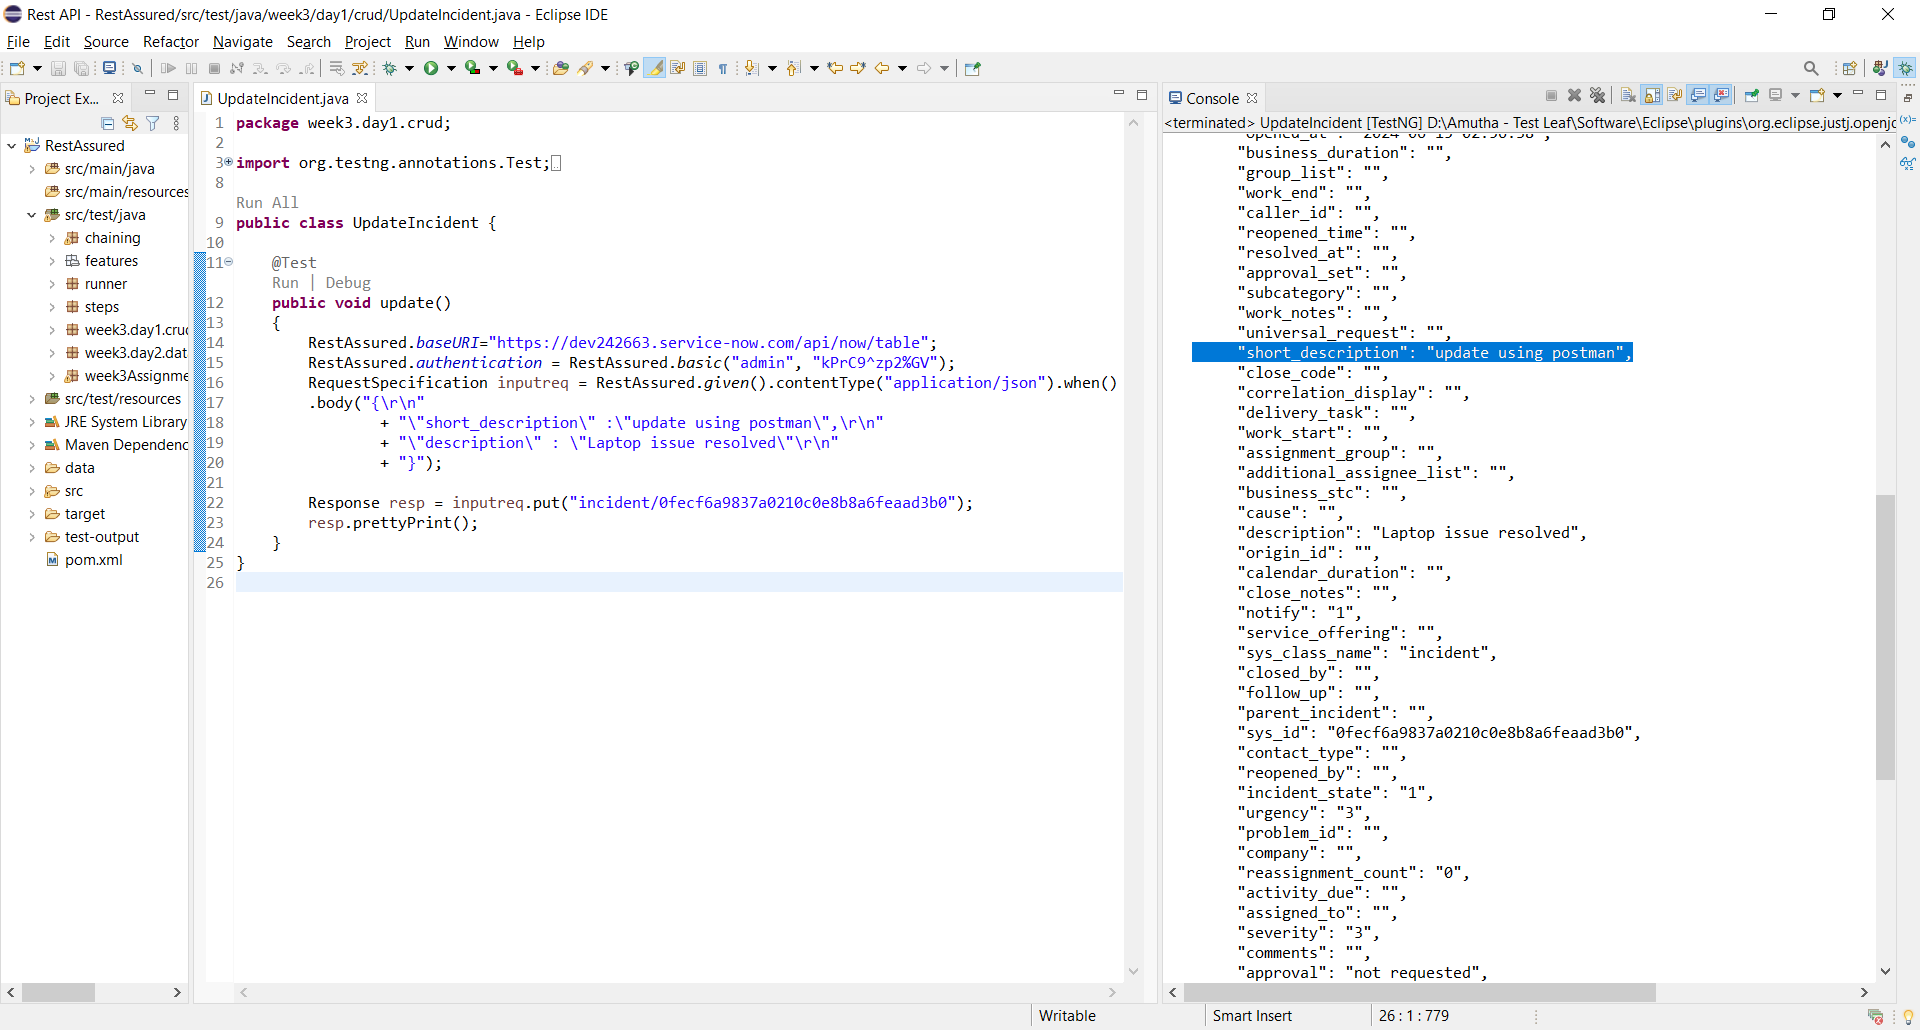 Rest API - RestAssured/src/test/java/week3/day1/crud/UpdateIncident.java - Eclipse IDE
File Edit Source Refactor Navigate Search Project Run Window Help
Project Ex...
RestAssured
src/main/java
src/main/resources
src/test/java
chaining
features
runner
steps
week3.day1.cru
week3.day2.dat
week3Assignme
src/test/resources
JRE System Library
Maven Dependenc
data
src
target
test-output
pom.xml
UpdateIncident.java
1 package week3.day1.crud;
2
3 import org.testng.annotations.Test;
8
Run All
9 public class UpdateIncident {
10
11 @Test
Run | Debug
12 public void update()
13 {
14 RestAssured.baseURI="https://dev242663.service-now.com/api/now/table";
15 RestAssured.authentication = RestAssured.basic("admin", "kPrC9^zp2%GV");
16 RequestSpecification inputreq = RestAssured.given().contentType("application/json").when()
17 .body("{\r\n"
18 + "\"short_description\" :\"update using postman\",\r\n"
19 + "\"description\" : \"Laptop issue resolved\"\r\n"
20 + "}");
21
22 Response resp = inputreq.put("incident/0fecf6a9837a0210c0e8b8a6feaad3b0");
23 resp.prettyPrint();
24 }
25 }
26
Console
<terminated> UpdateIncident [TestNG] D:\Amutha - Test Leaf\Software\Eclipse\plugins\org.eclipse.justj.openjd
"business_duration": "",
"group_list": "",
"work_end": "",
"caller_id": "",
"reopened_time": "",
"resolved_at": "",
"approval_set": "",
"subcategory": "",
"work_notes": "",
"universal_request": "",
"short_description": "update using postman",
"close_code": "",
"correlation_display": "",
"delivery_task": "",
"work_start": "",
"assignment_group": "",
"additional_assignee_list": "",
"business_stc": "",
"cause": "",
"description": "Laptop issue resolved",
"origin_id": "",
"calendar_duration": "",
"close_notes": "",
"notify": "1",
"service_offering": "",
"sys_class_name": "incident",
"closed_by": "",
"follow_up": "",
"parent_incident": "",
"sys_id": "0fecf6a9837a0210c0e8b8a6feaad3b0",
"contact_type": "",
"reopened_by": "",
"incident_state": "1",
"urgency": "3",
"problem_id": "",
"company": "",
"reassignment_count": "0",
"activity_due": "",
"assigned_to": "",
"severity": "3",
"comments": "",
"approval": "not requested",
Writable Smart Insert 26 : 1 : 779